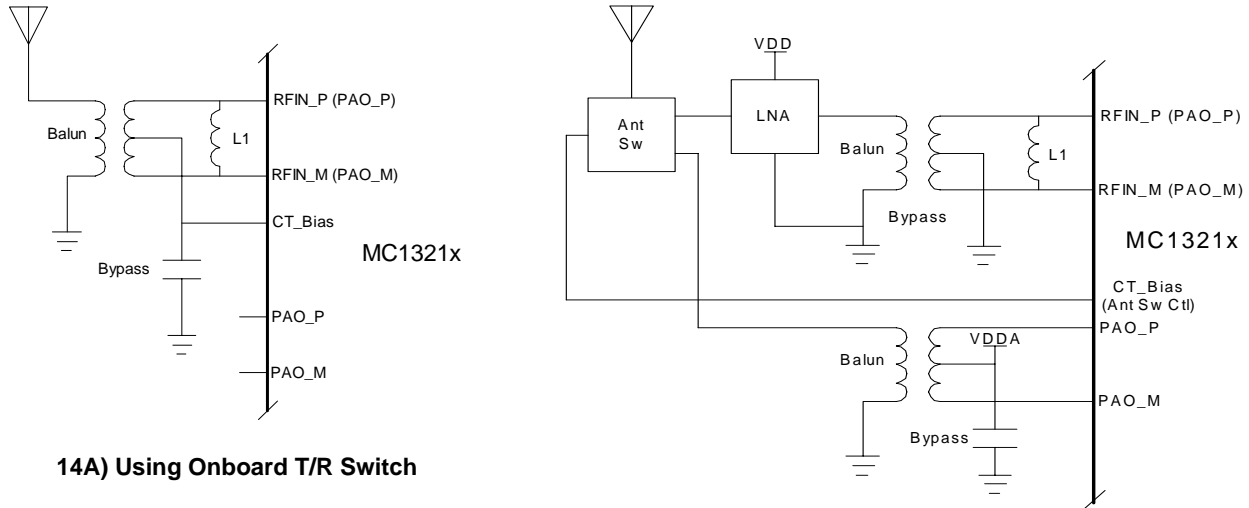 RFIN_P (PAO_P)
Balun
L1
RFIN_M (PAO_M)
CT_Bias
MC1321x
Bypass
PAO_P
PAO_M
14A) Using Onboard T/R Switch
VDD
Ant
Sw
LNA
RFIN_P (PAO_P)
Balun
L1
RFIN_M (PAO_M)
Bypass
MC1321x
CT_Bias
(Ant Sw Ctl)
PAO_P
VDDA
Balun
PAO_M
Bypass